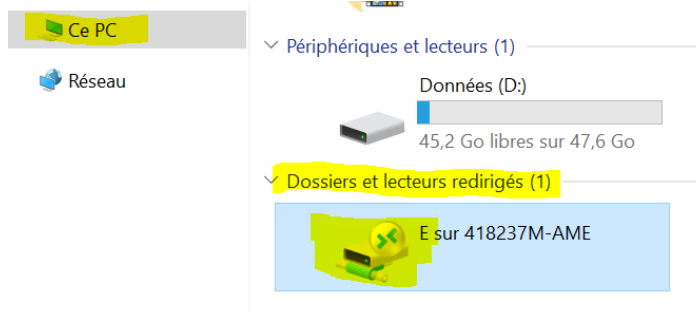 Ce PC
Réseau
Périphériques et lecteurs (1)
Données (D:)
45,2 Go libres sur 47,6 Go
Dossiers et lecteurs redirigés (1)
E sur 418237M-AME